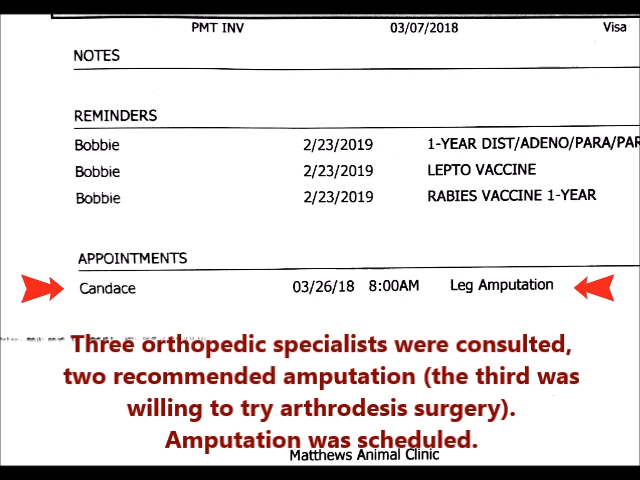 PMT INV 03/07/2018 Visa
NOTES
REMINDERS
Bobbie 2/23/2019 1-YEAR DIST/ADENO/PARA/PAR
Bobbie 2/23/2019 LEPTO VACCINE
Bobbie 2/23/2019 RABIES VACCINE 1-YEAR
APPOINTMENTS
Candace 03/26/18 8:00AM Leg Amputation
Three orthopedic specialists were consulted,
two recommended amputation (the third was
willing to try arthrodesis surgery).
Amputation was scheduled.
Matthews Animal Clinic